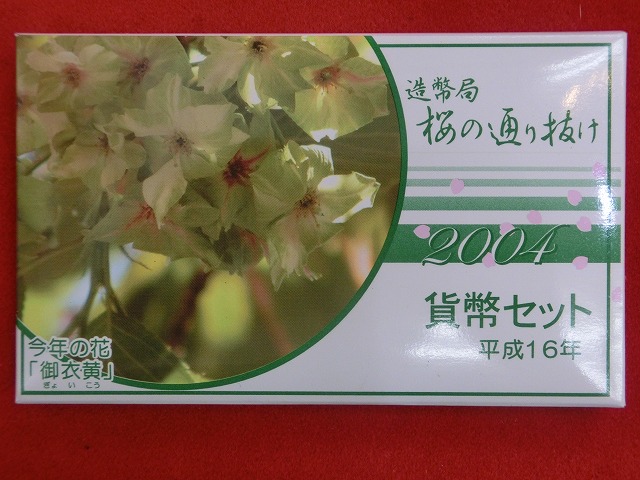 造幣局
桜の通り抜け
2004
貨幣セット
平成16年
今年の花
「御衣黄」
ぎょ い こう